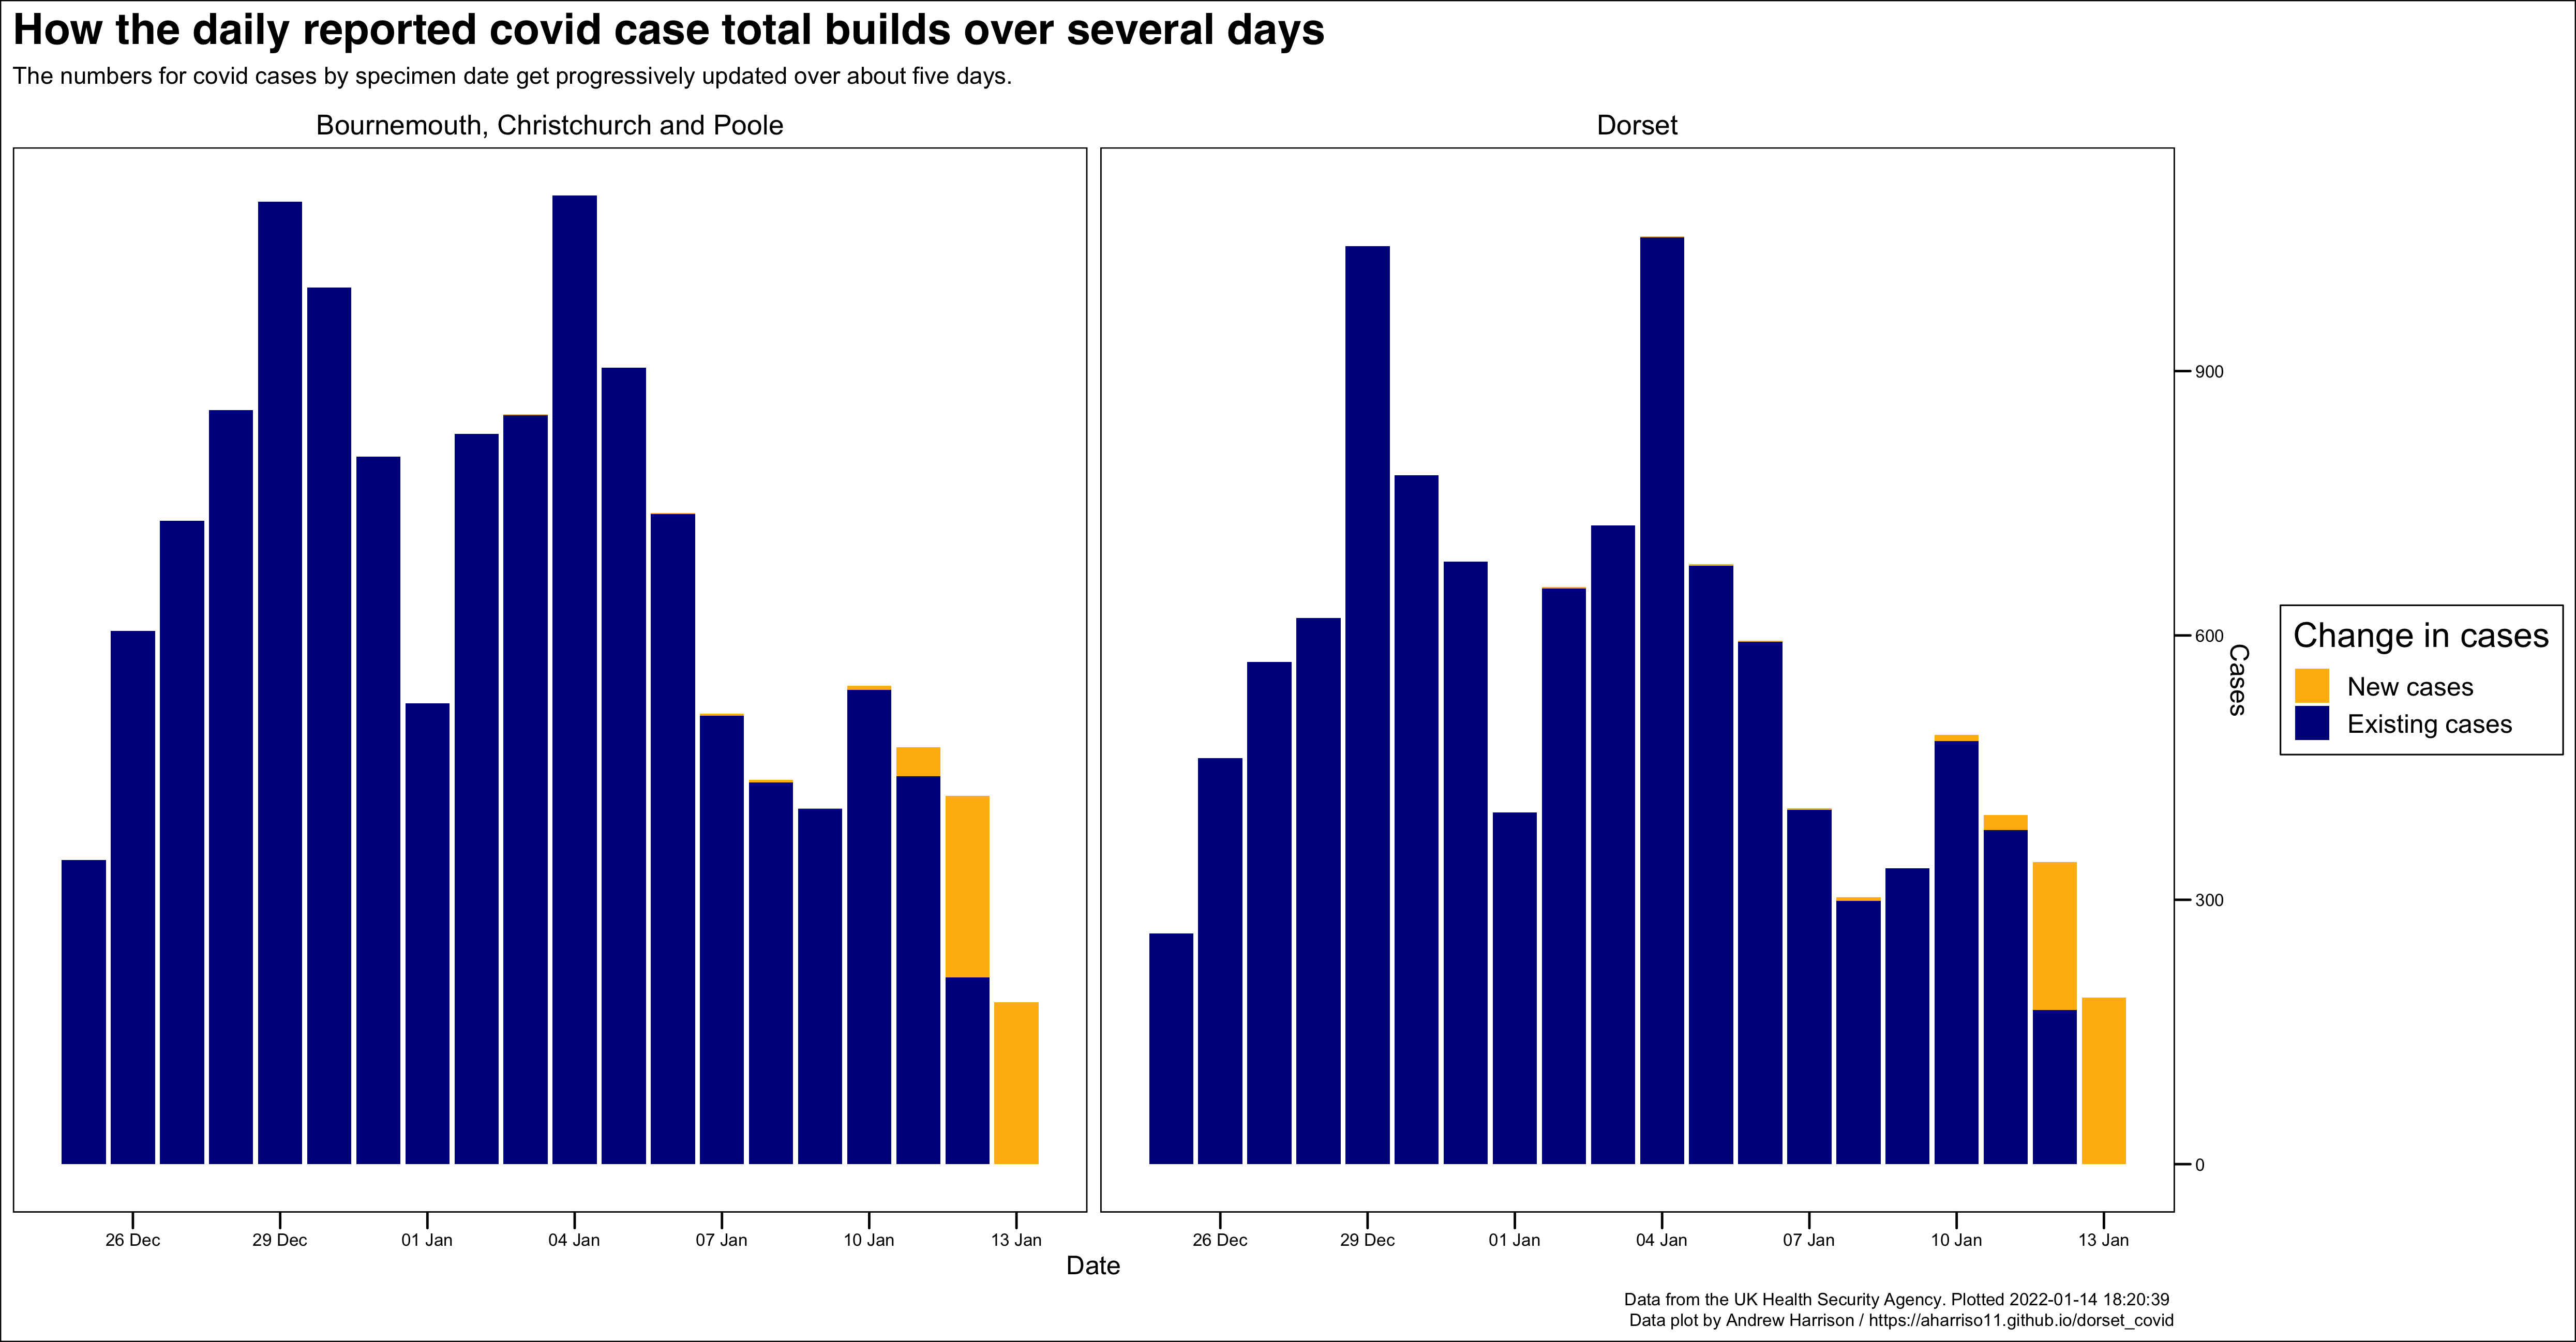 How the daily reported covid case total builds over several days
The numbers for covid cases by specimen date get progressively updated over about five days.
Bournemouth, Christchurch and Poole
Dorset
900
600
300
0
Cases
Change in cases
New cases
Existing cases
26 Dec 29 Dec 01 Jan 04 Jan 07 Jan 10 Jan 13 Jan
26 Dec 29 Dec 01 Jan 04 Jan 07 Jan 10 Jan 13 Jan
Date
Data from the UK Health Security Agency. Plotted 2022-01-14 18:20:39
Data plot by Andrew Harrison / https://aharriso11.github.io/dorset_covid